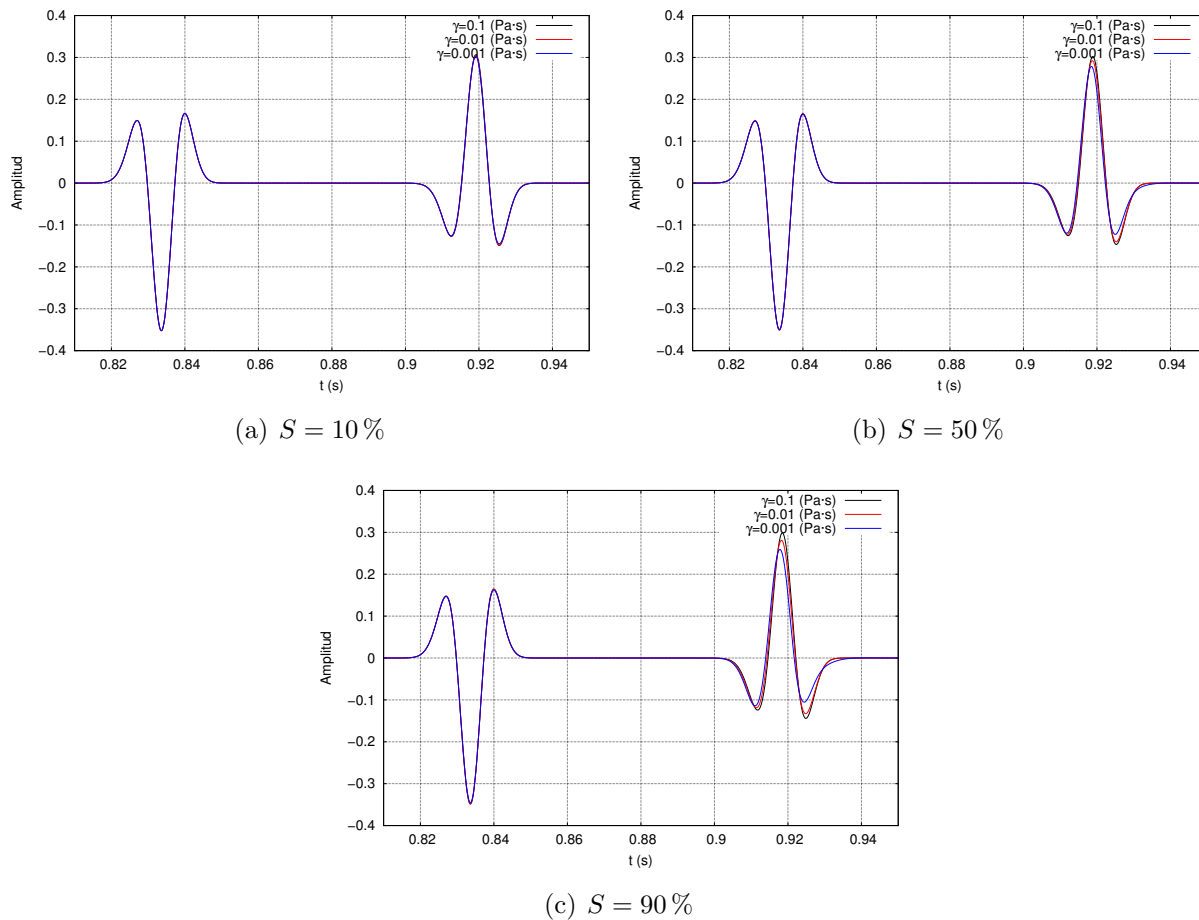 0.4
0.3
0.2
0.1
0
−0.1
−0.2
−0.3
−0.4
Amplitud
γ=0.1 (Pa·s)
γ=0.01 (Pa·s)
γ=0.001 (Pa·s)
0.82 0.84 0.86 0.88 0.9 0.92 0.94
t (s)
(a) S = 10 %
0.4
0.3
0.2
0.1
0
−0.1
−0.2
−0.3
−0.4
Amplitud
γ=0.1 (Pa·s)
γ=0.01 (Pa·s)
γ=0.001 (Pa·s)
0.82 0.84 0.86 0.88 0.9 0.92 0.94
t (s)
(b) S = 50 %
0.4
0.3
0.2
0.1
0
−0.1
−0.2
−0.3
−0.4
Amplitud
γ=0.1 (Pa·s)
γ=0.01 (Pa·s)
γ=0.001 (Pa·s)
0.82 0.84 0.86 0.88 0.9 0.92 0.94
t (s)
(c) S = 90 %